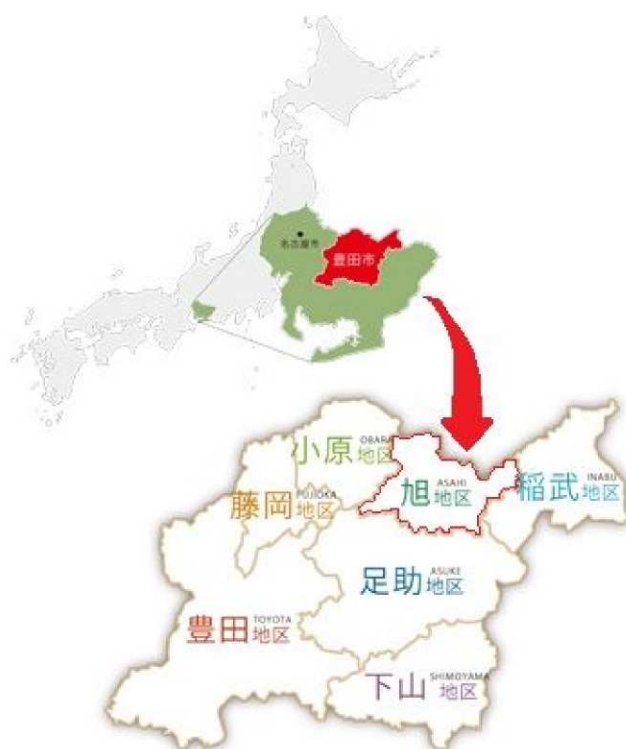 名古屋市
豊田市
OBARA
小原地区
ASAHI
旭地区
INABU
稲武地区
FUJIOKA
藤岡地区
ASUKE
足助地区
TOYOTA
豊田地区
SHIMOYAMA
下山地区